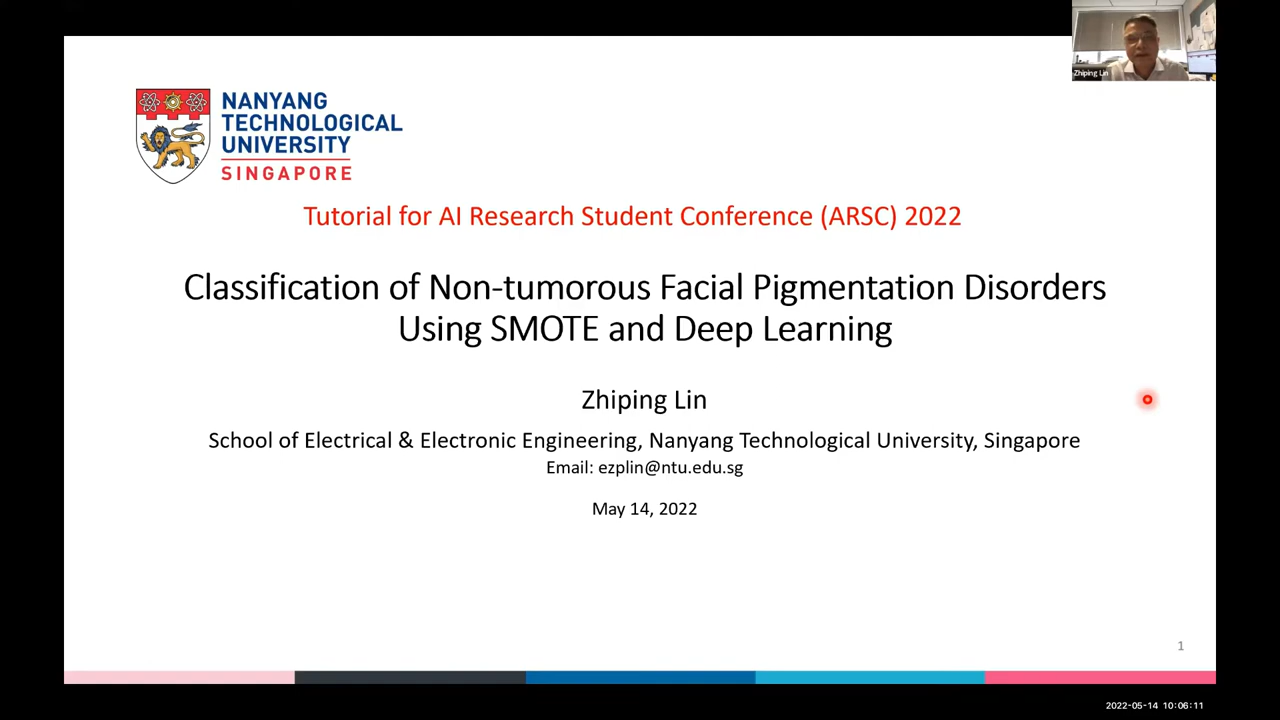 Zhiping Lin
NANYANG
TECHNOLOGICAL
UNIVERSITY
SINGAPORE
Tutorial for AI Research Student Conference (ARSC) 2022
Classification of Non-tumorous Facial Pigmentation Disorders
Using SMOTE and Deep Learning
Zhiping Lin
School of Electrical & Electronic Engineering, Nanyang Technological University, Singapore
Email: ezplin@ntu.edu.sg
May 14, 2022
1
2022-05-14 10:06:11